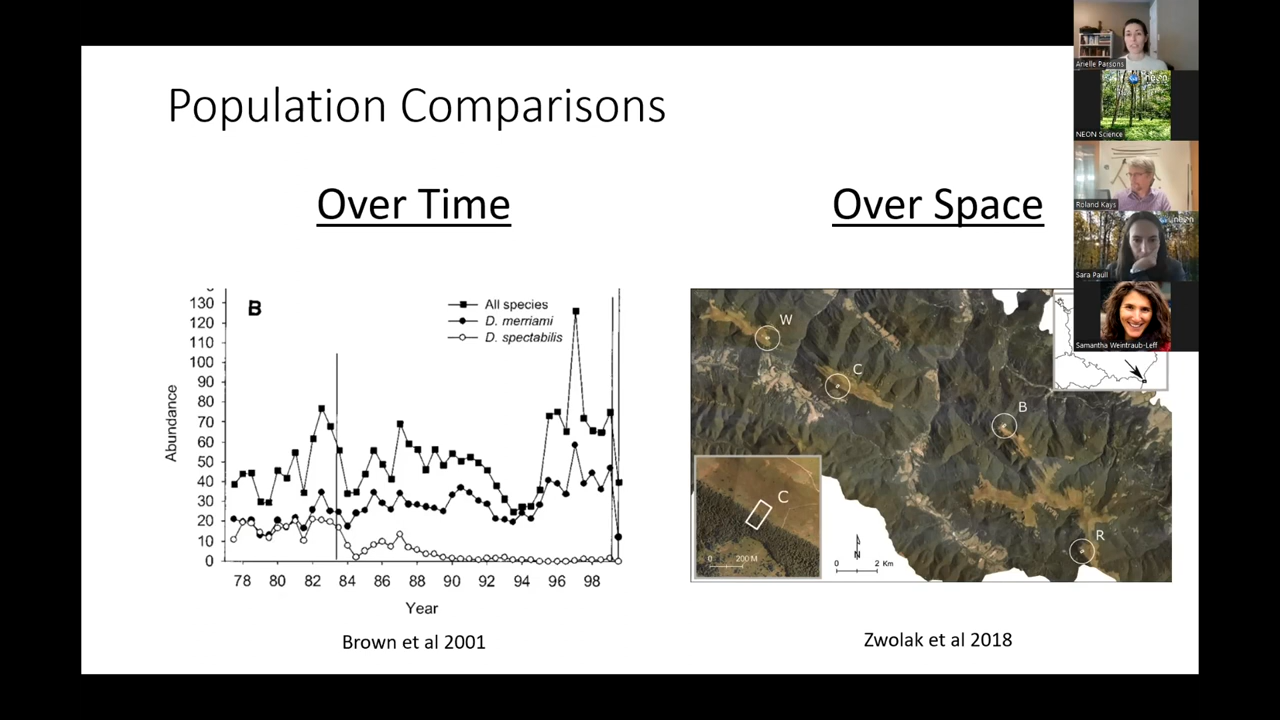 Population Comparisons
Over Time
Over Space
B
All species
D. merriami
D. spectabilis
130
120
110
100
90
80
70
60
50
40
30
20
10
0
Abundance
78 80 82 84 86 88 90 92 94 96 98
Year
Brown et al 2001
W
C
B
R
C
0 200 M
N
0 2 Km
Zwolak et al 2018
Arielle Parsons
neon
NEON Science
Roland Kays
neon
Sara Paull
Samantha Weintraub-Leff